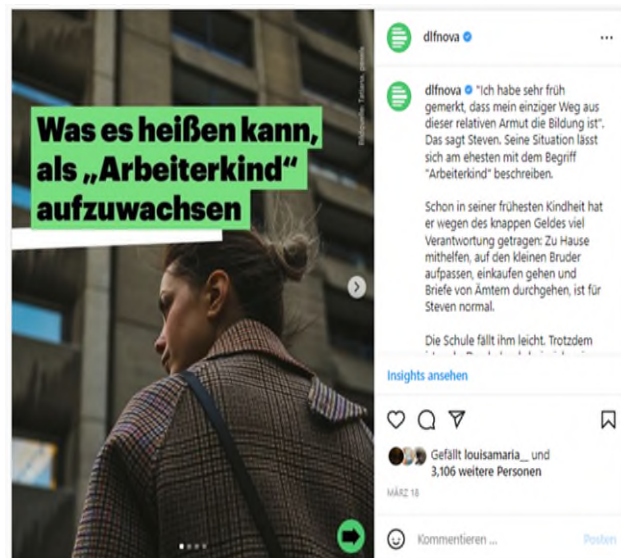 Was es heißen kann,
als „Arbeiterkind“
aufzuwachsen
Bildquelle: Tatiana, pexels
dlfnova
dlfnova "Ich habe sehr früh
gemerkt, dass mein einziger Weg aus
dieser relativen Armut die Bildung ist".
Das sagt Steven. Seine Situation lässt
sich am ehesten mit dem Begriff
"Arbeiterkind" beschreiben.
Schon in seiner frühesten Kindheit hat
er wegen des knappen Geldes viel
Verantwortung getragen: Zu Hause
mithelfen, auf den kleinen Bruder
aufpassen, einkaufen gehen und
Briefe von Ämtern durchgehen, ist für
Steven normal.
Die Schule fällt ihm leicht. Trotzdem
Insights ansehen
Gefällt louisamaria__ und
3,106 weitere Personen
MÄRZ 18
Kommentieren ...
Posten